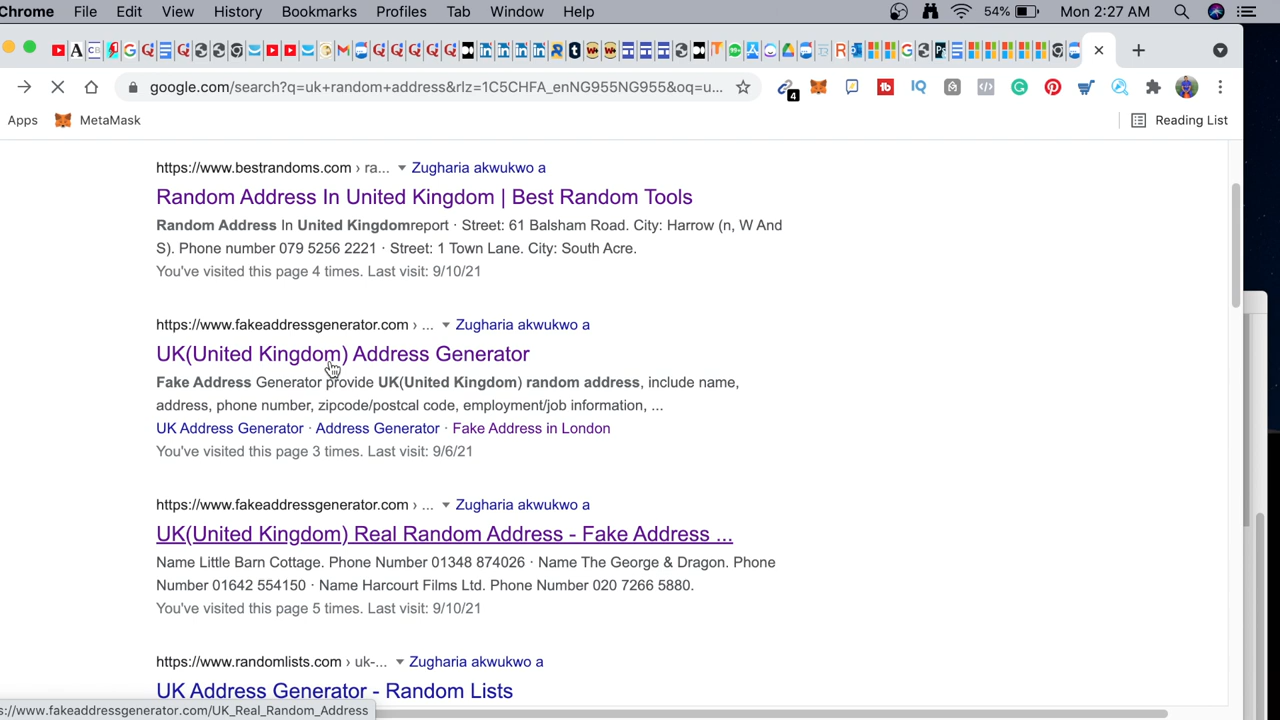 Chrome File Edit View History Bookmarks Profiles Tab Window Help 54% Mon 2:27 AM
google.com/search?q=uk+random+address&rlz=1C5CHFA_enNG955NG955&oq=u... 4
Apps MetaMask Reading List
https://www.bestrandoms.com › ra... Zugharia akwukwo a
Random Address In United Kingdom | Best Random Tools
Random Address In United Kingdomreport · Street: 61 Balsham Road. City: Harrow (n, W And
S). Phone number 079 5256 2221 · Street: 1 Town Lane. City: South Acre.
You've visited this page 4 times. Last visit: 9/10/21
https://www.fakeaddressgenerator.com › ... Zugharia akwukwo a
UK(United Kingdom) Address Generator
Fake Address Generator provide UK(United Kingdom) random address, include name,
address, phone number, zipcode/postcal code, employment/job information, ...
UK Address Generator · Address Generator · Fake Address in London
You've visited this page 3 times. Last visit: 9/6/21
https://www.fakeaddressgenerator.com › ... Zugharia akwukwo a
UK(United Kingdom) Real Random Address - Fake Address ...
Name Little Barn Cottage. Phone Number 01348 874026 · Name The George & Dragon. Phone
Number 01642 554150 · Name Harcourt Films Ltd. Phone Number 020 7266 5880.
You've visited this page 5 times. Last visit: 9/10/21
https://www.randomlists.com › uk-... Zugharia akwukwo a
UK Address Generator - Random Lists
s://www.fakeaddressgenerator.com/UK_Real_Random_Address